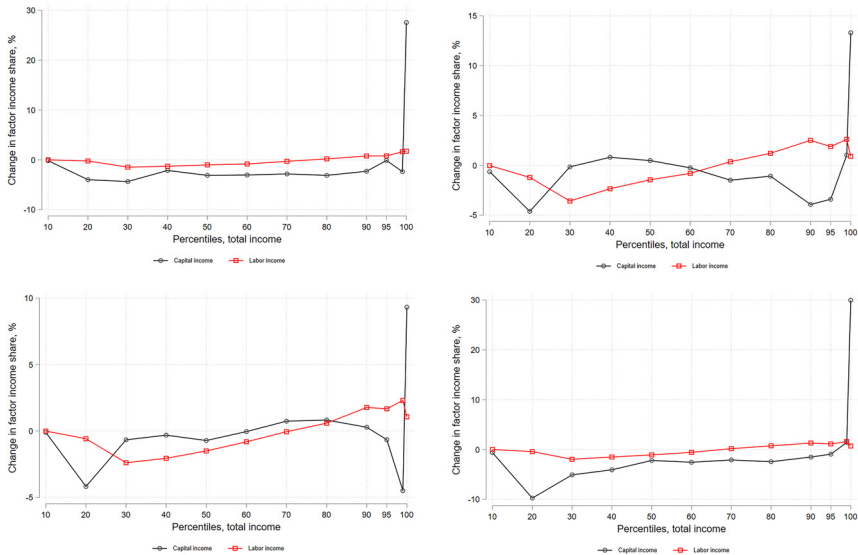 Change in factor income share, %
30
20
10
0
-10
10 20 30 40 50 60 70 80 90 95 100
Percentiles, total income
Capital income Labor income
Change in factor income share, %
15
10
5
0
-5
10 20 30 40 50 60 70 80 90 95 100
Percentiles, total income
Capital income Labor income
Change in factor income share, %
10
5
0
-5
10 20 30 40 50 60 70 80 90 95 100
Percentiles, total income
Capital income Labor income
Change in factor income share, %
30
20
10
0
-10
10 20 30 40 50 60 70 80 90 95 100
Percentiles, total income
Capital income Labor income